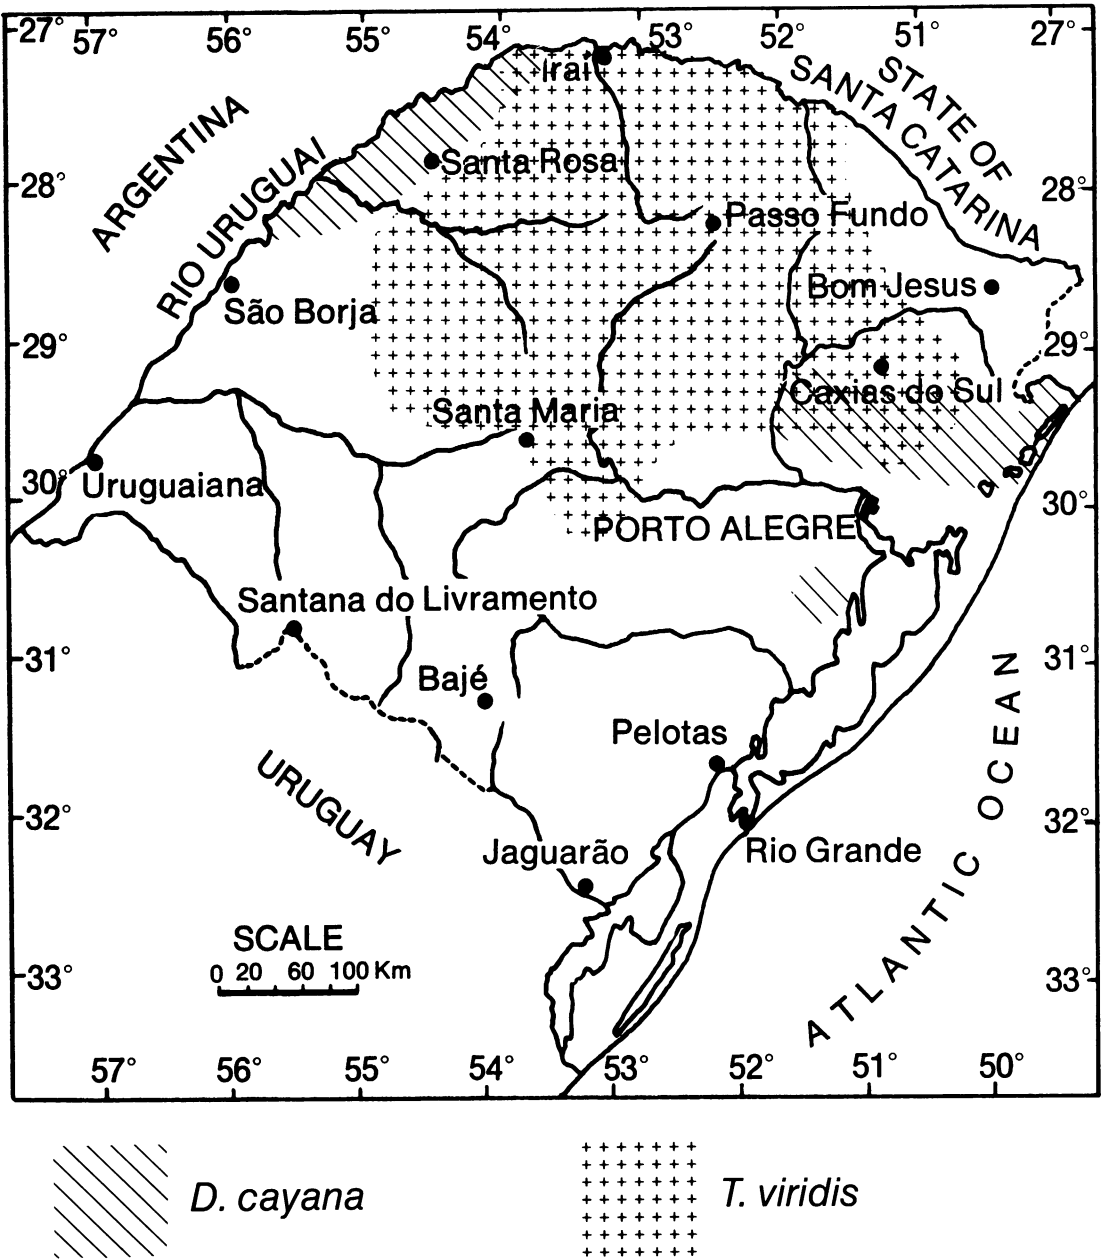 27° 57° 56° 55° 54° 53° 52° 51° 27°
Iraí
STATE OF
SANTA CATARINA
ARGENTINA
RIO URUGUAI
Santa Rosa
28° 28°
Passo Fundo
Bom Jesus
São Borja
29° 29°
Caxias do Sul
Santa Maria
30° Uruguaiana 30°
PORTO ALEGRE
Santana do Livramento
31° 31°
Bajé
Pelotas
URUGUAY
ATLANTIC OCEAN
32° 32°
Jaguarão Rio Grande
SCALE
0 20 60 100 Km
33° 33°
57° 56° 55° 54° 53° 52° 51° 50°
D. cayana T. viridis